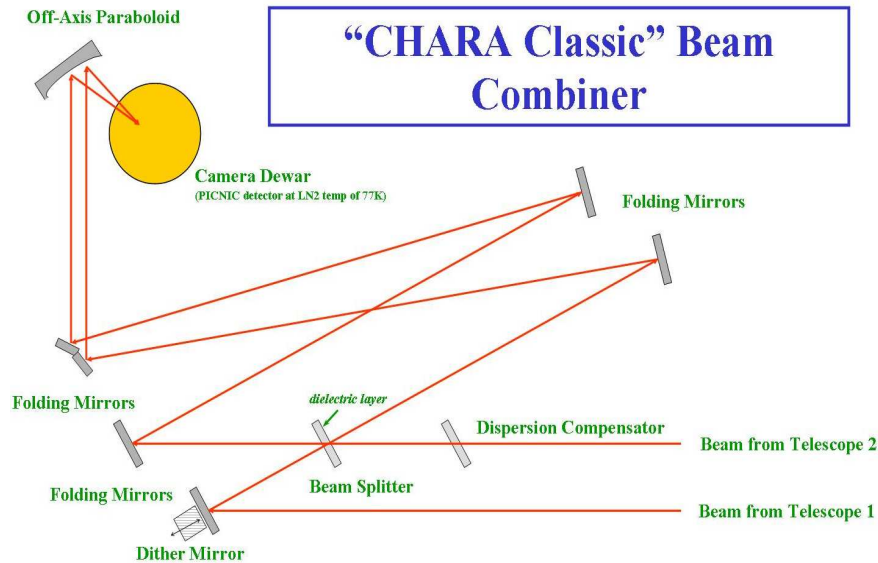 Off-Axis Paraboloid
“CHARA Classic” Beam
Combiner
Camera Dewar
(PICNIC detector at LN2 temp of 77K)
Folding Mirrors
Folding Mirrors
dielectric layer
Dispersion Compensator
Beam from Telescope 2
Beam Splitter
Folding Mirrors
Beam from Telescope 1
Dither Mirror